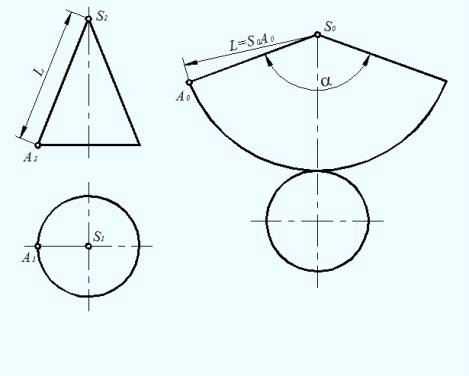 S₂
L
A₂
S₁
A₁
S₀
L=S₀A₀
A₀
α